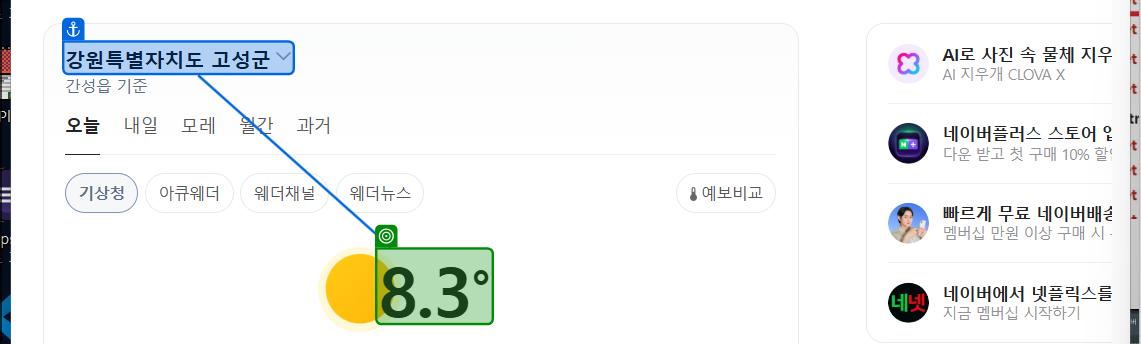 강원특별자치도 고성군
간성읍 기준
오늘 내일 모레 월간 과거
기상청 아큐웨더 웨더채널 웨더뉴스 예보비교
8.3°
AI로 사진 속 물체 지우
AI 지우개 CLOVA X
네이버플러스 스토어
다운 받고 첫 구매 10%
빠르게 무료 네이버배송
멤버십 만원 이상 구매 시
네넷
네이버에서 넷플릭스를
지금 멤버십 시작하기